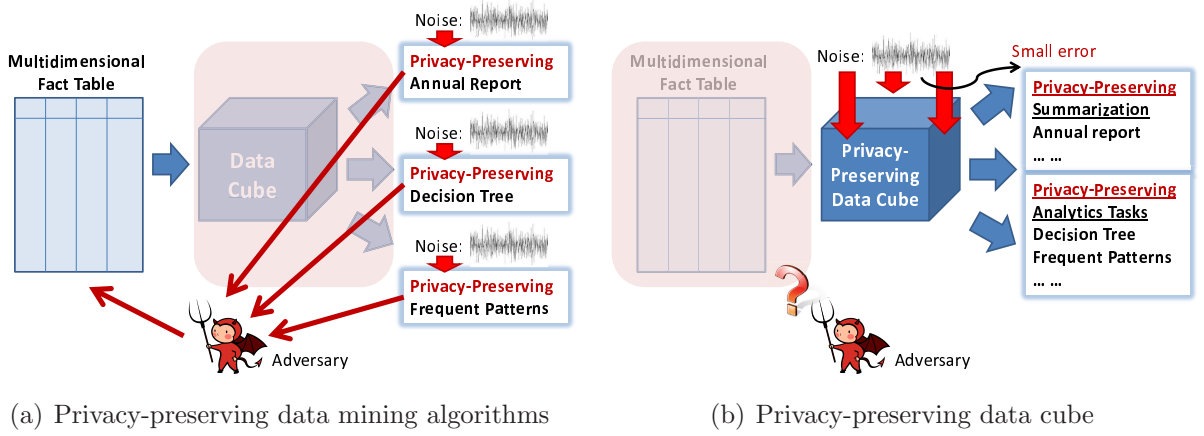 Multidimensional
Fact Table
Data
Cube
Noise:
Privacy-Preserving
Annual Report
Noise:
Privacy-Preserving
Decision Tree
Noise:
Privacy-Preserving
Frequent Patterns
Adversary
(a) Privacy-preserving data mining algorithms
Multidimensional
Fact Table
Noise:
Small error
Privacy-
Preserving
Data Cube
Privacy-Preserving
Summarization
Annual report
... ...
Privacy-Preserving
Analytics Tasks
Decision Tree
Frequent Patterns
... ...
?
Adversary
(b) Privacy-preserving data cube